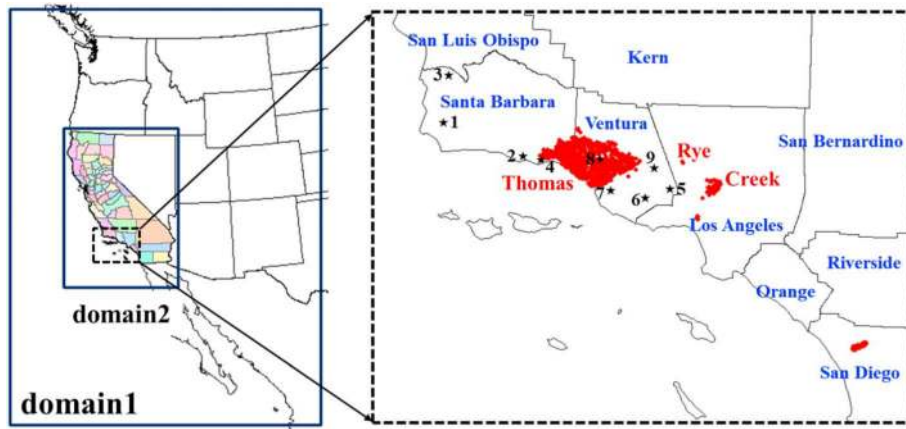 San Luis Obispo
Kern
3
Santa Barbara
1
Ventura
San Bernardino
2
4
8
9
Rye
Thomas
Creek
7
6
5
Los Angeles
Riverside
Orange
San Diego
domain2
domain1